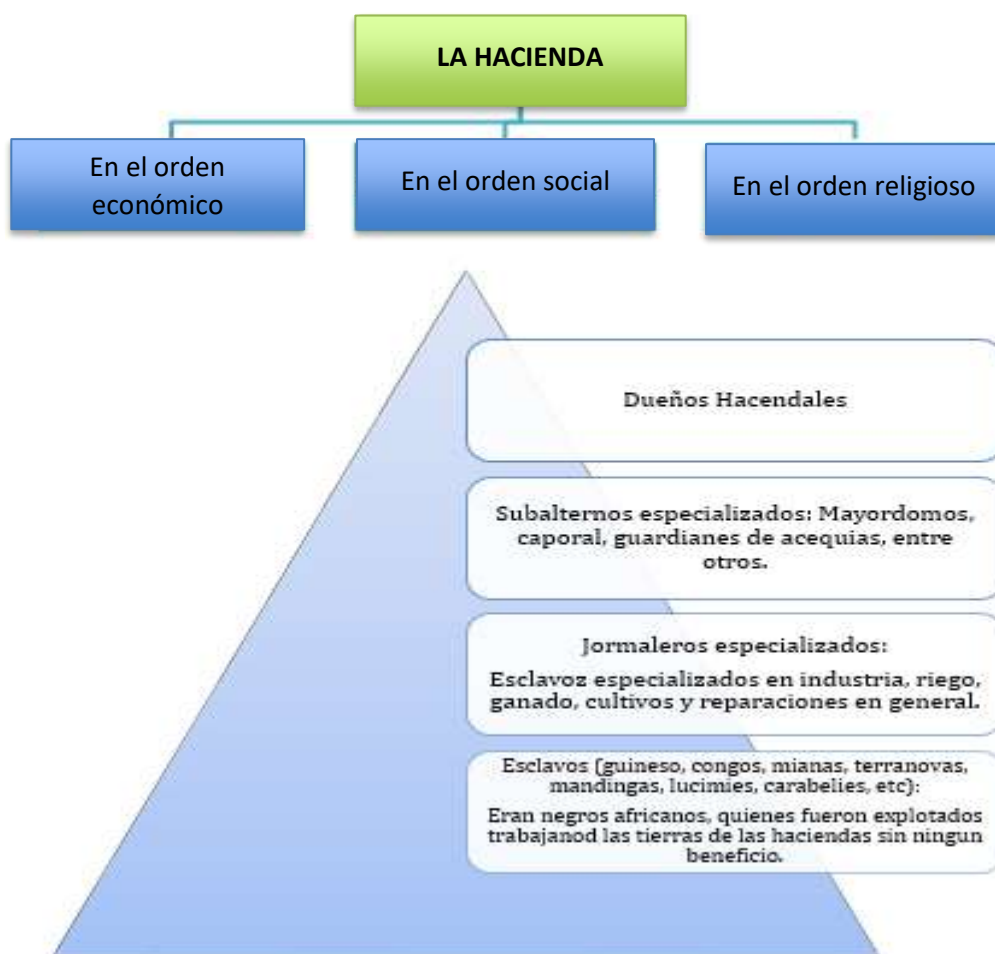 LA HACIENDA
En el orden
económico
En el orden social
En el orden religioso
Dueños Hacendales
Subalternos especializados: Mayordomos,
caporal, guardianes de acequias, entre
otros.
Jormaleros especializados:
Esclavoz especializados en industria, riego,
ganado, cultivos y reparaciones en general.
Esclavos (guineso, congos, mianas, terranovas,
mandingas, lucimies, carabelies, etc):
Eran negros africanos, quienes fueron explotados
trabajanod las tierras de las haciendas sin ningun
beneficio.